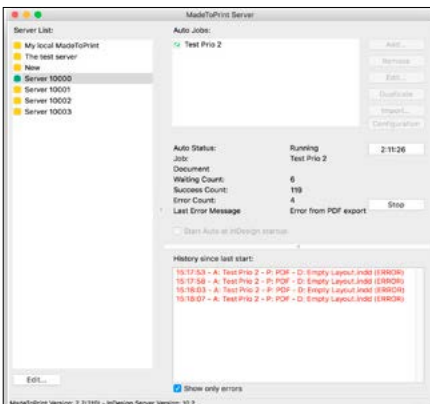 MadeToPrint Server
Server List:
My local MadeToPrint
The test server
Now
Server 10000
Server 10001
Server 10002
Server 10003
Edit...
Auto Jobs:
Test Prio 2
Add...
Remove
Edit...
Duplicate
Import...
Configuration
Auto Status: Running
Job: Test Prio 2
Document
Waiting Count: 6
Success Count: 119
Error Count: 4
Last Error Message Error from PDF export
2:11:26
Stop
Start Auto at InDesign startup
History since last start:
15:17:53 - A: Test Prio 2 - P: PDF - D: Empty Layout.indd (ERROR)
15:17:58 - A: Test Prio 2 - P: PDF - D: Empty Layout.indd (ERROR)
15:18:03 - A: Test Prio 2 - P: PDF - D: Empty Layout.indd (ERROR)
15:18:07 - A: Test Prio 2 - P: PDF - D: Empty Layout.indd (ERROR)
Show only errors
MadeToPrint Version: - InDesign Server Version: